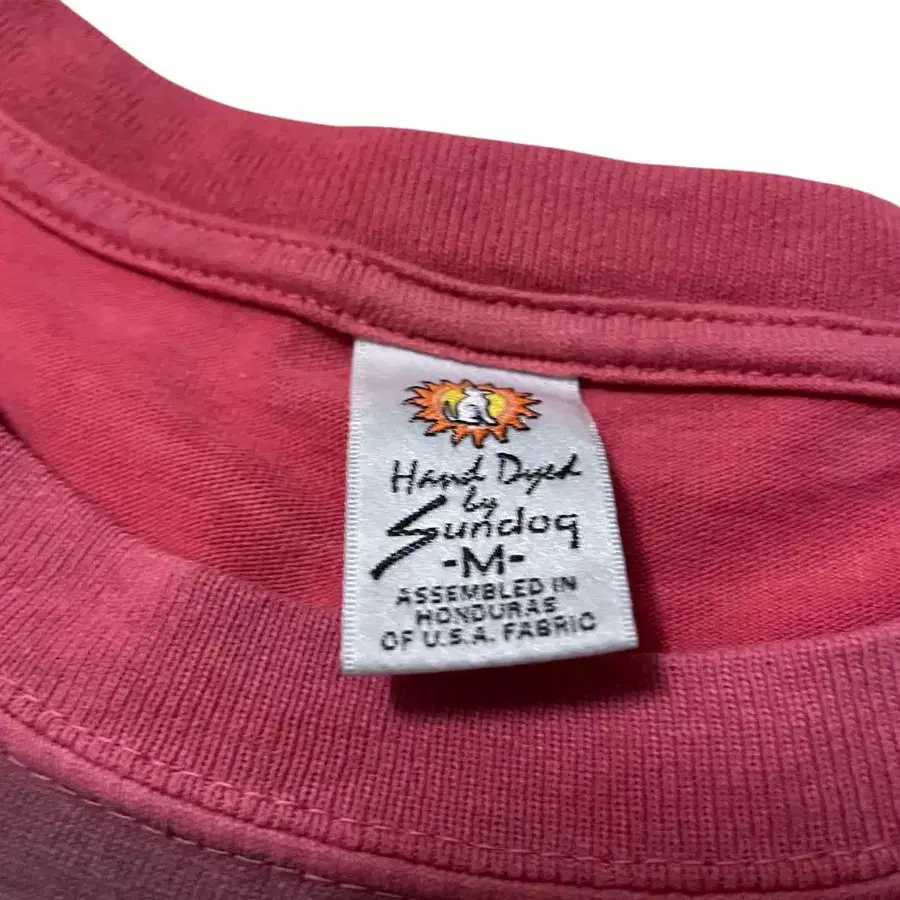 Hand Dyed
by
Sundog
-M-
ASSEMBLED IN
HONDURAS
OF U.S.A. FABRIC